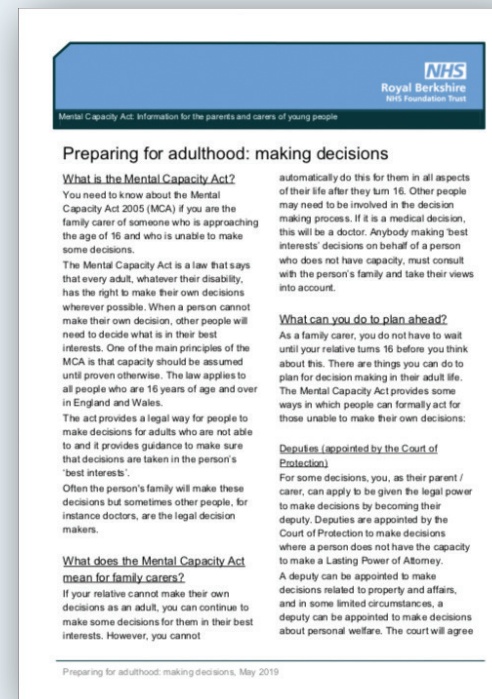 NHS
Royal Berkshire
NHS Foundation Trust
Mental Capacity Act: Information for the parents and carers of young people
Preparing for adulthood: making decisions
What is the Mental Capacity Act?
You need to know about the Mental
Capacity Act 2005 (MCA) if you are the
family carer of someone who is approaching
the age of 16 and who is unable to make
some decisions.
The Mental Capacity Act is a law that says
that every adult, whatever their disability,
has the right to make their own decisions
wherever possible. When a person cannot
make their own decision, other people will
need to decide what is in their best
interests. One of the main principles of the
MCA is that capacity should be assumed
until proven otherwise. The law applies to
all people who are 16 years of age and over
in England and Wales.
The act provides a legal way for people to
make decisions for adults who are not able
to and it provides guidance to make sure
that decisions are taken in the person's
'best interests'.
Often the person's family will make these
decisions but sometimes other people, for
instance doctors, are the legal decision
makers.
What does the Mental Capacity Act
mean for family carers?
If your relative cannot make their own
decisions as an adult, you can continue to
make some decisions for them in their best
interests. However, you cannot
automatically do this for them in all aspects
of their life after they turn 16. Other people
may need to be involved in the decision
making process. If it is a medical decision,
this will be a doctor. Anybody making 'best
interests' decisions on behalf of a person
who does not have capacity, must consult
with the person's family and take their views
into account.
What can you do to plan ahead?
As a family carer, you do not have to wait
until your relative turns 16 before you think
about this. There are things you can do to
plan for decision making in their adult life.
The Mental Capacity Act provides some
ways in which people can formally act for
those unable to make their own decisions:
Deputies (appointed by the Court of
Protection)
For some decisions, you, as their parent /
carer, can apply to be given the legal power
to make decisions by becoming their
deputy. Deputies are appointed by the
Court of Protection to make decisions
where a person does not have the capacity
to make a Lasting Power of Attorney.
A deputy can be appointed to make
decisions related to property and affairs,
and in some limited circumstances, a
deputy can be appointed to make decisions
about personal welfare. The court will agree
Preparing for adulthood: making decisions, May 2019